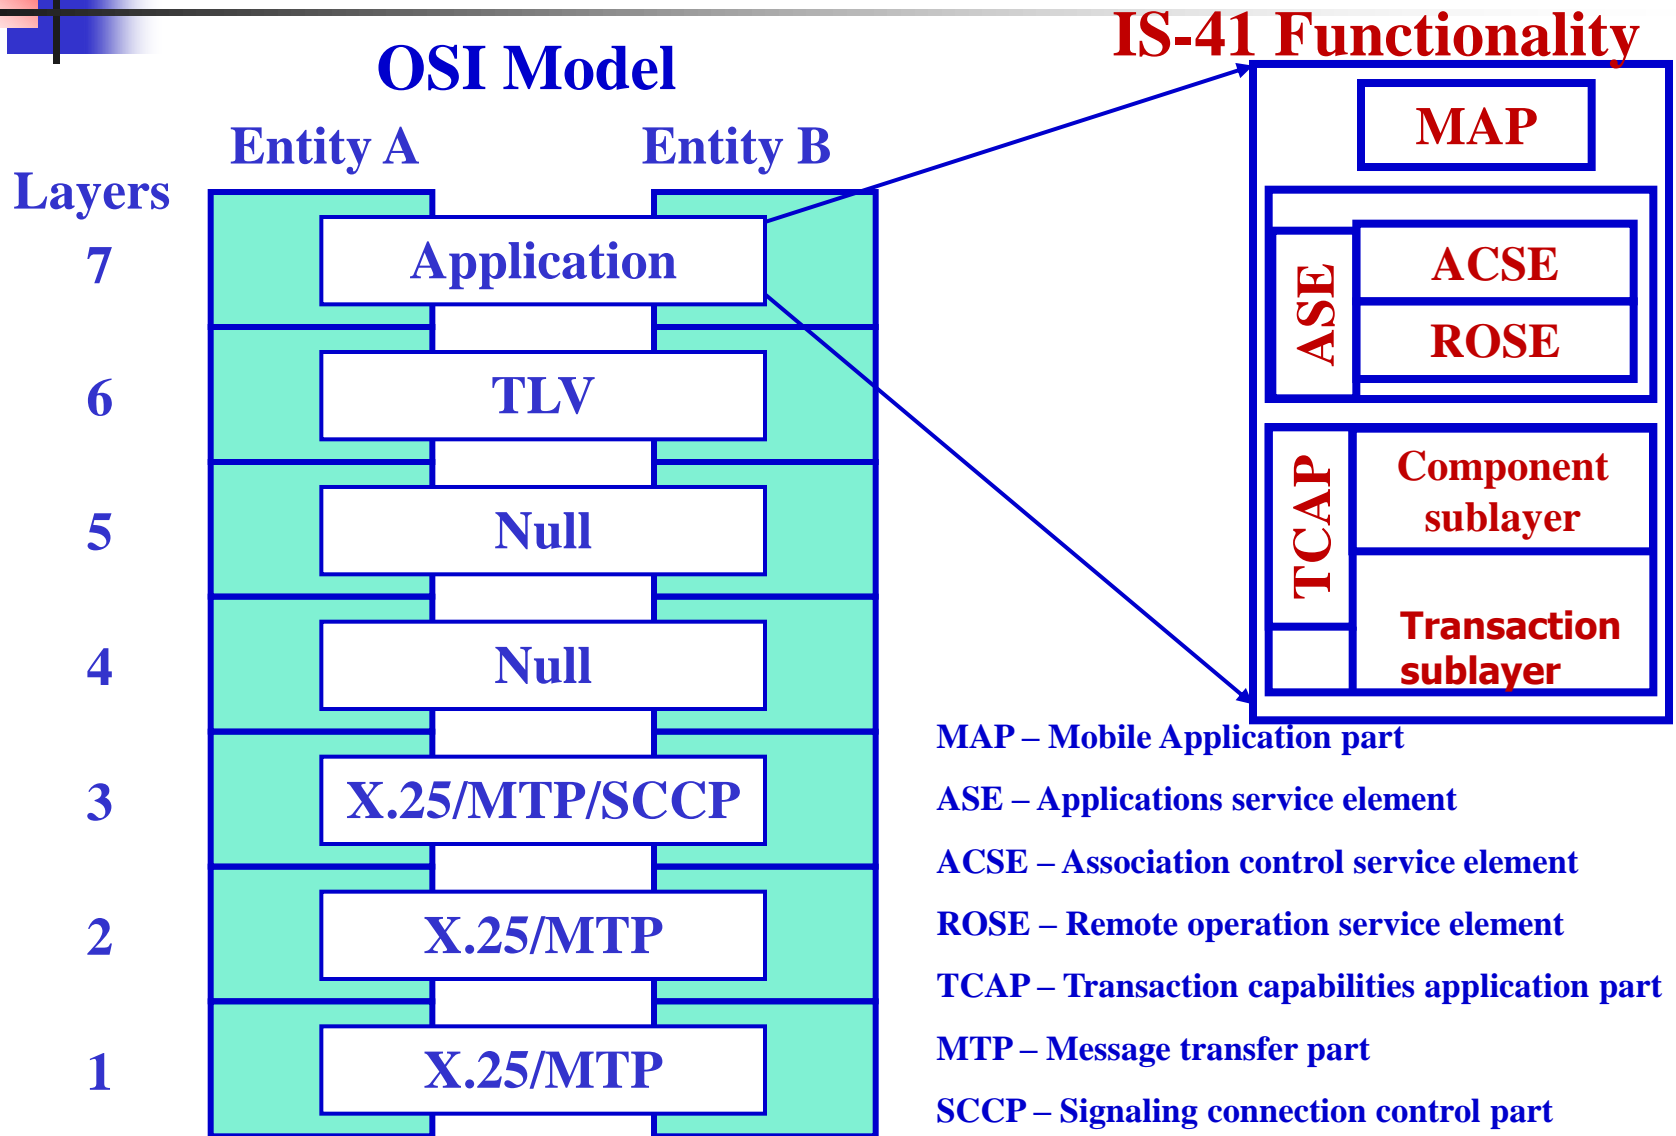 IS-41 Functionality
OSI Model
Entity A
Entity B
Layers
7
Application
6
TLV
5
Null
4
Null
3
X.25/MTP/SCCP
2
X.25/MTP
1
X.25/MTP
MAP
ASE
ACSE
ROSE
TCAP
Component
sublayer
Transaction
sublayer
MAP – Mobile Application part
ASE – Applications service element
ACSE – Association control service element
ROSE – Remote operation service element
TCAP – Transaction capabilities application part
MTP – Message transfer part
SCCP – Signaling connection control part